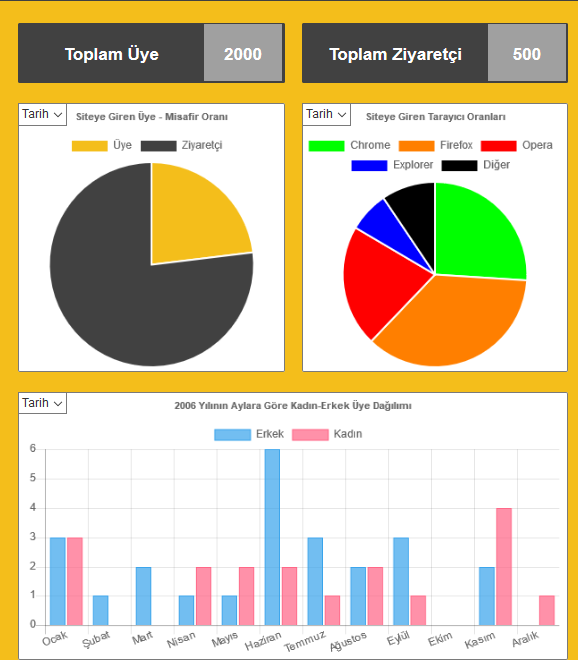 Toplam Üye 2000
Toplam Ziyaretçi 500
Tarih
Siteye Giren Üye - Misafir Oranı
Üye Ziyaretçi
Tarih
Siteye Giren Tarayıcı Oranları
Chrome Firefox Opera
Explorer Diğer
Tarih
2006 Yılının Aylara Göre Kadın-Erkek Üye Dağılımı
Erkek Kadın
6
5
4
3
2
1
0
Ocak Şubat Mart Nisan Mayıs Haziran Temmuz Ağustos Eylül Ekim Kasım Aralık